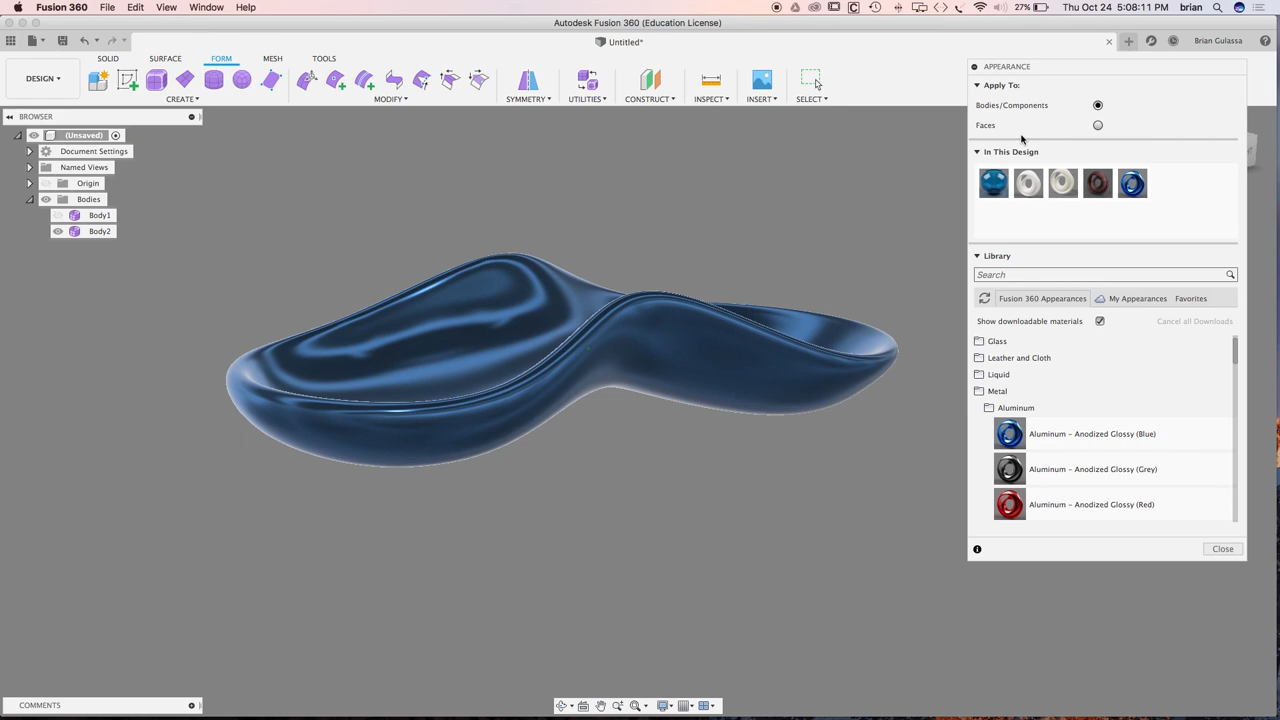 Fusion 360 File Edit View Window Help 27% Thu Oct 24 5:08:11 PM brian
Autodesk Fusion 360 (Education License)
Untitled*
Brian Gulassa
SOLID SURFACE FORM MESH TOOLS
DESIGN
CREATE MODIFY SYMMETRY UTILITIES CONSTRUCT INSPECT INSERT SELECT
BROWSER
(Unsaved)
Document Settings
Named Views
Origin
Bodies
Body1
Body2
APPEARANCE
Apply To:
Bodies/Components
Faces
In This Design
Library
Search
Fusion 360 Appearances My Appearances Favorites
Show downloadable materials Cancel all Downloads
Glass
Leather and Cloth
Liquid
Metal
Aluminum
Aluminum - Anodized Glossy (Blue)
Aluminum - Anodized Glossy (Grey)
Aluminum - Anodized Glossy (Red)
Close
COMMENTS